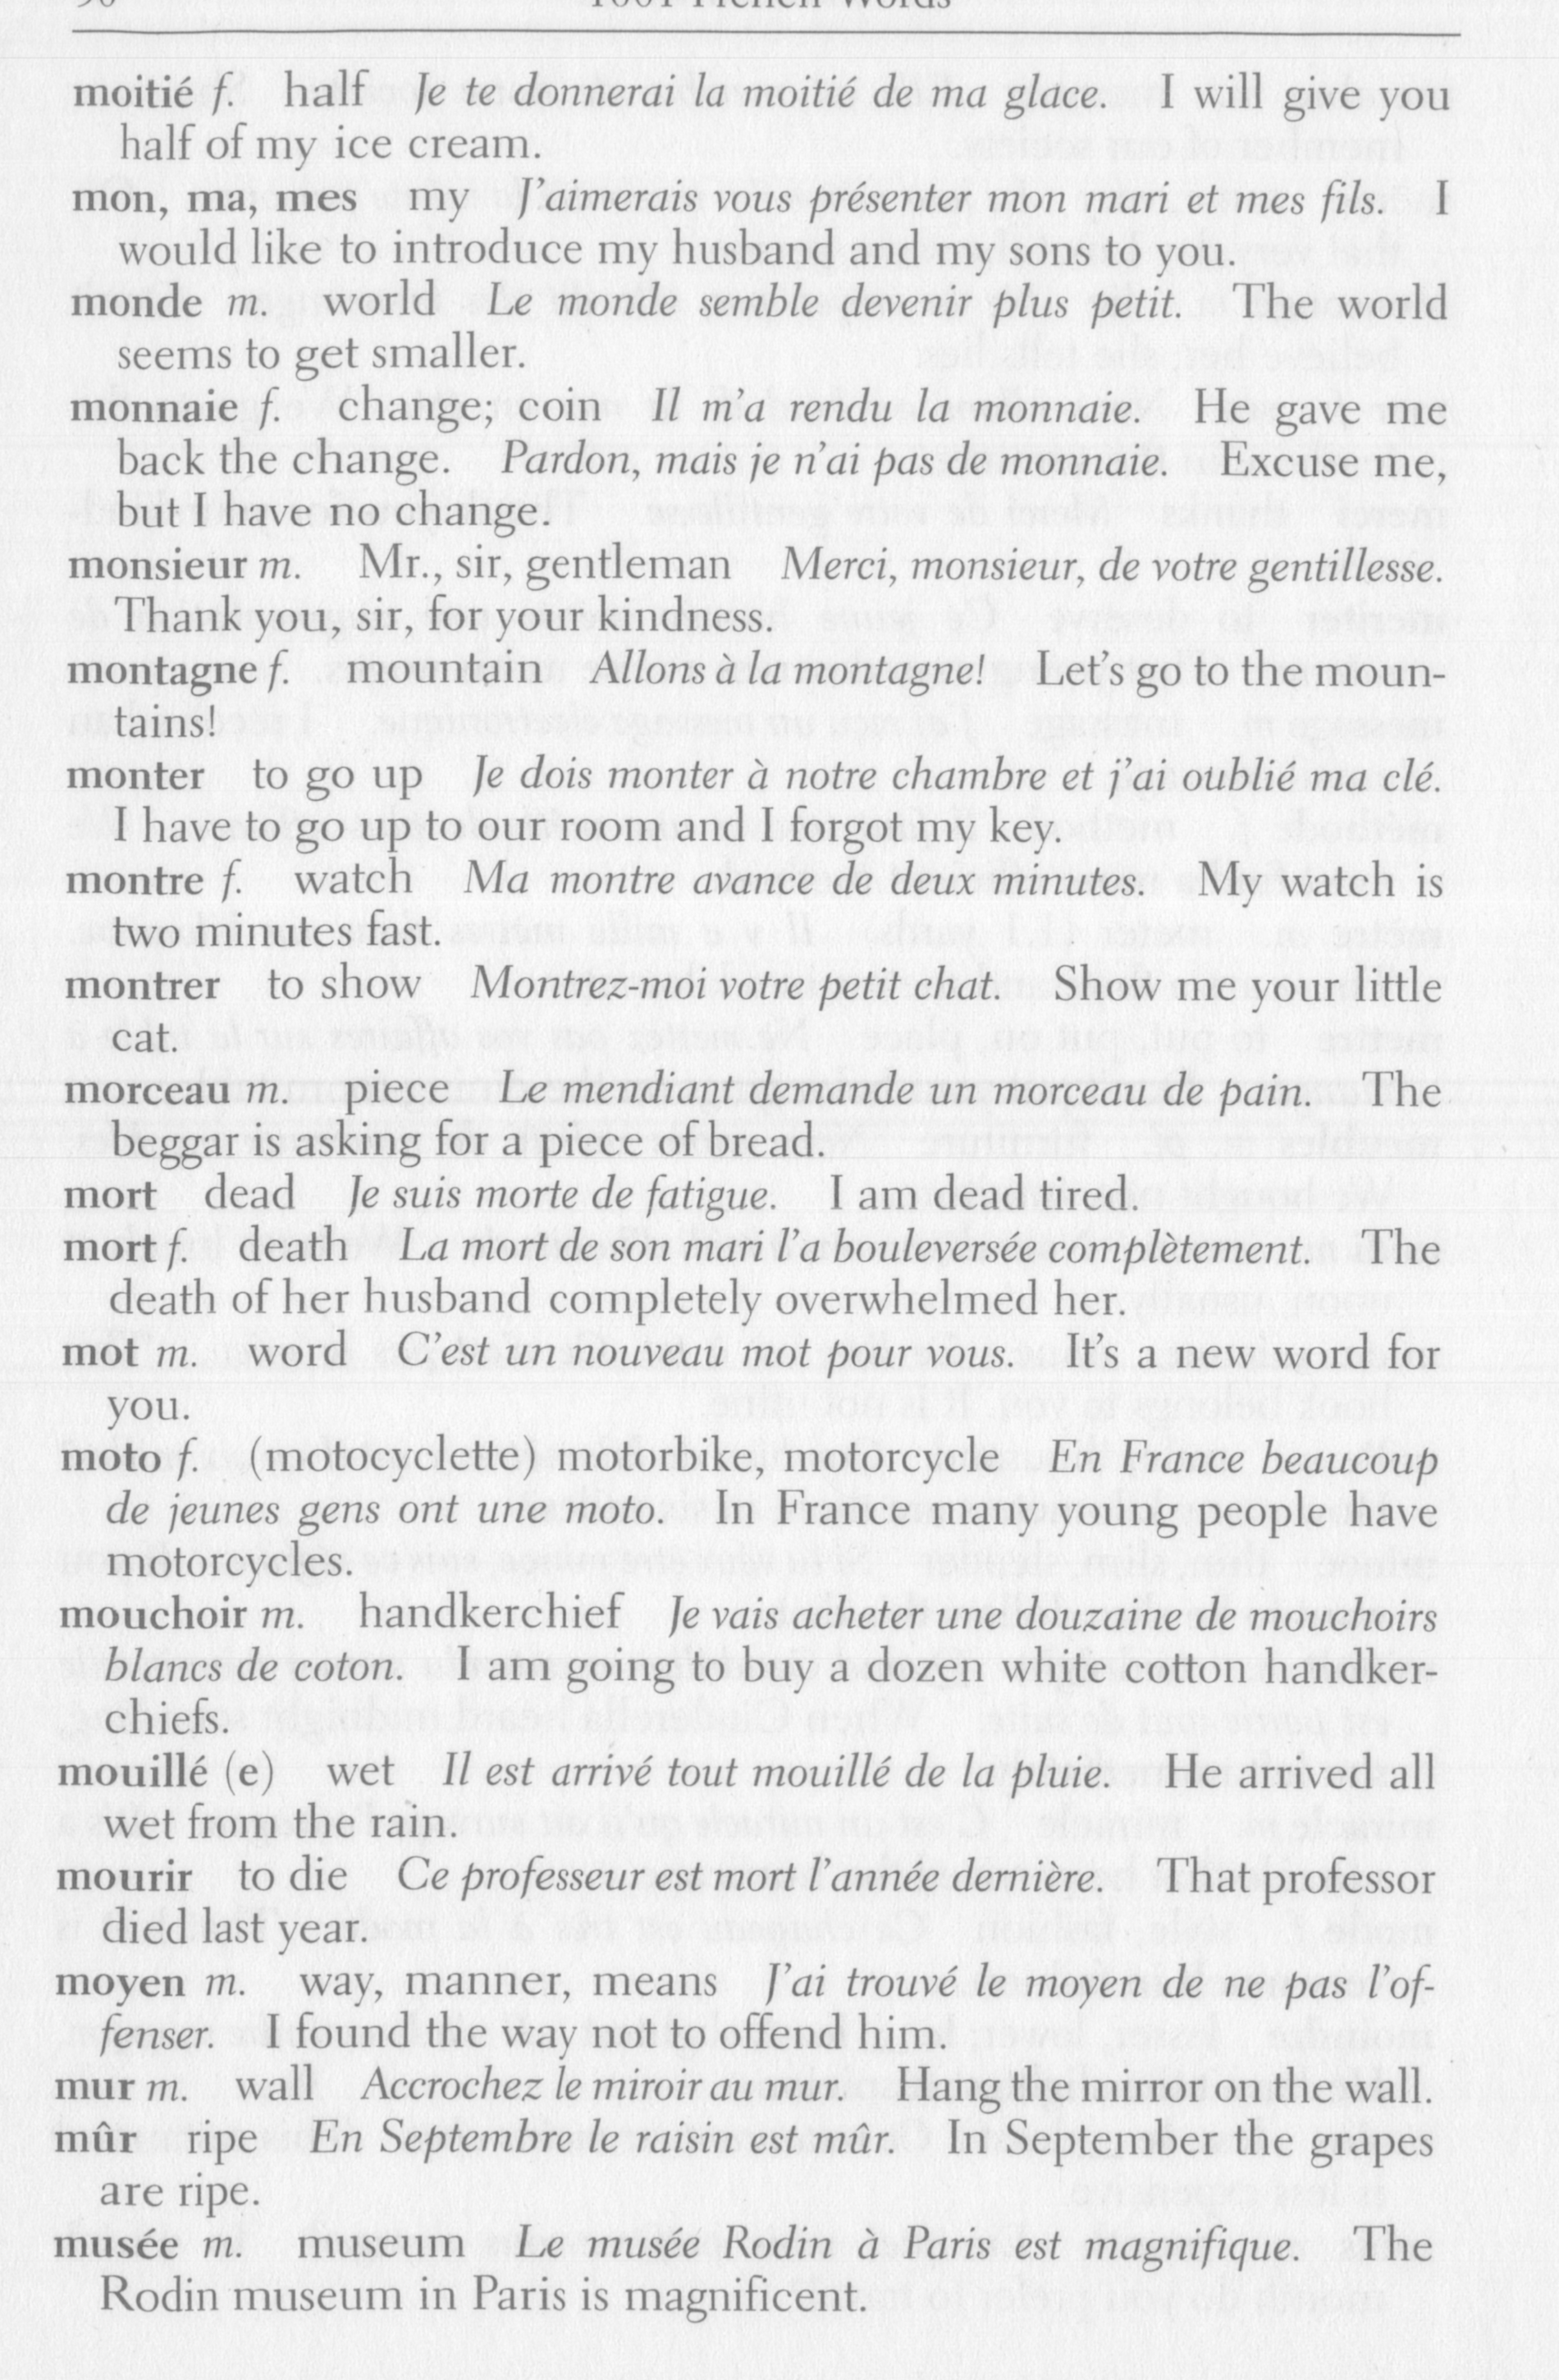 1001 French Words
moitié f. half Je te donnerai la moitié de ma glace. I will give you
half of my ice cream.
mon, ma, mes my J’aimerais vous présenter mon mari et mes fils. I
would like to introduce my husband and my sons to you.
monde m. world Le monde semble devenir plus petit. The world
seems to get smaller.
monnaie f. change; coin Il m’a rendu la monnaie. He gave me
back the change. Pardon, mais je n’ai pas de monnaie. Excuse me,
but I have no change.
monsieur m. Mr., sir, gentleman Merci, monsieur, de votre gentillesse.
Thank you, sir, for your kindness.
montagne f. mountain Allons à la montagne! Let’s go to the moun-
tains!
monter to go up Je dois monter à notre chambre et j’ai oublié ma clé.
I have to go up to our room and I forgot my key.
montre f. watch Ma montre avance de deux minutes. My watch is
two minutes fast.
montrer to show Montrez-moi votre petit chat. Show me your little
cat.
morceau m. piece Le mendiant demande un morceau de pain. The
beggar is asking for a piece of bread.
mort dead Je suis morte de fatigue. I am dead tired.
mort f. death La mort de son mari l’a bouleversée complètement. The
death of her husband completely overwhelmed her.
mot m. word C’est un nouveau mot pour vous. It’s a new word for
you.
moto f. (motocyclette) motorbike, motorcycle En France beaucoup
de jeunes gens ont une moto. In France many young people have
motorcycles.
mouchoir m. handkerchief Je vais acheter une douzaine de mouchoirs
blancs de coton. I am going to buy a dozen white cotton handker-
chiefs.
mouillé (e) wet Il est arrivé tout mouillé de la pluie. He arrived all
wet from the rain.
mourir to die Ce professeur est mort l’année dernière. That professor
died last year.
moyen m. way, manner, means J’ai trouvé le moyen de ne pas l’of-
fenser. I found the way not to offend him.
mur m. wall Accrochez le miroir au mur. Hang the mirror on the wall.
mûr ripe En Septembre le raisin est mûr. In September the grapes
are ripe.
musée m. museum Le musée Rodin à Paris est magnifique. The
Rodin museum in Paris is magnificent.